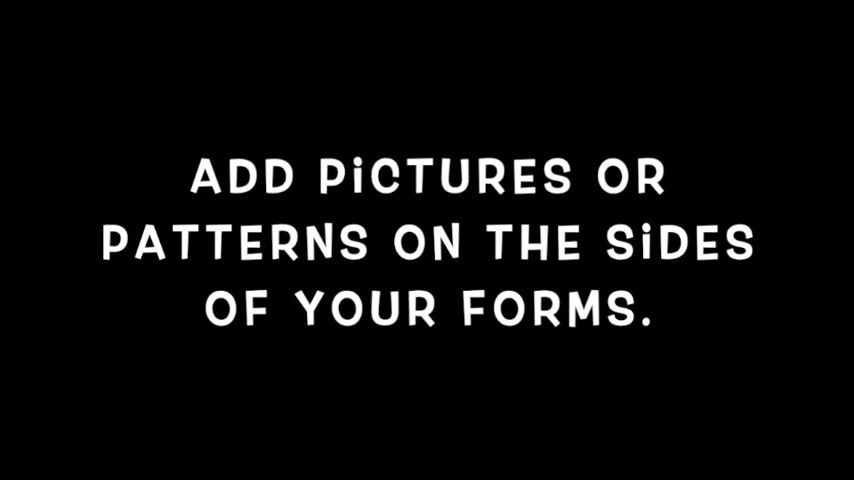 ADD PiCTURES OR
PATTERNS ON THE SiDES
OF YOUR FORMS.